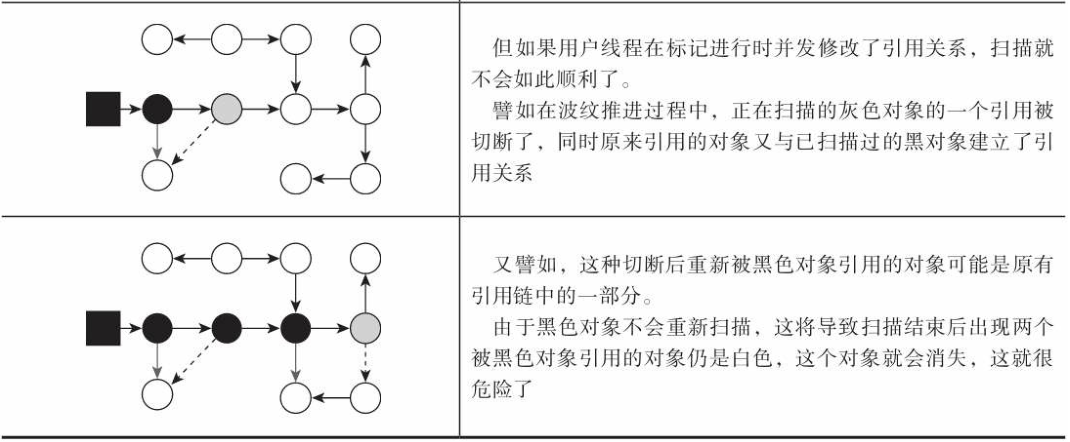 但如果用户线程在标记进行时并发修改了引用关系，扫描就
不会如此顺利了。
譬如在波纹推进过程中，正在扫描的灰色对象的一个引用被
切断了，同时原来引用的对象又与已扫描过的黑对象建立了引
用关系
又譬如，这种切断后重新被黑色对象引用的对象可能是原有
引用链中的一部分。
由于黑色对象不会重新扫描，这将导致扫描结束后出现两个
被黑色对象引用的对象仍是白色，这个对象就会消失，这就很
危险了